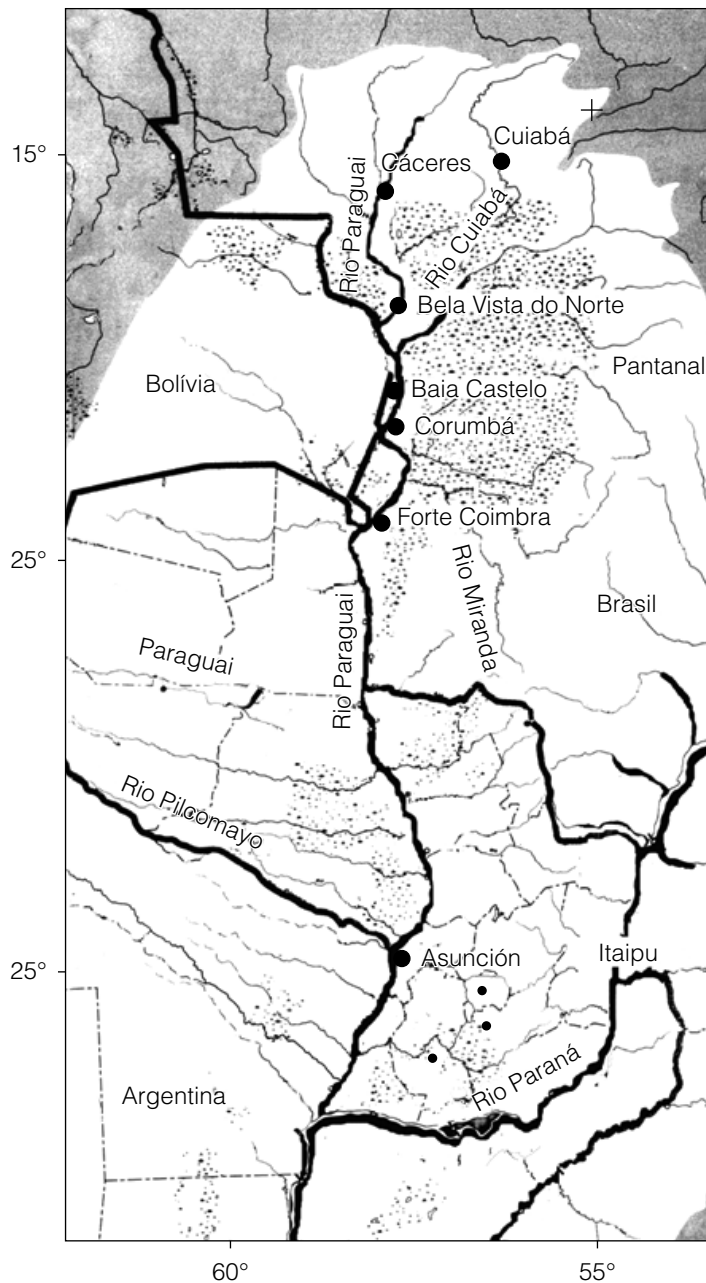 Cuiabá
15°
Cáceres
Rio Paraguai
Rio Cuiabá
Bela Vista do Norte
Pantanal
Bolívia
Baia Castelo
Corumbá
Forte Coimbra
25°
Rio Miranda
Brasil
Rio Paraguai
Paraguai
Rio Pilcomayo
Asunción
Itaipu
25°
Rio Paraná
Argentina
60°
55°